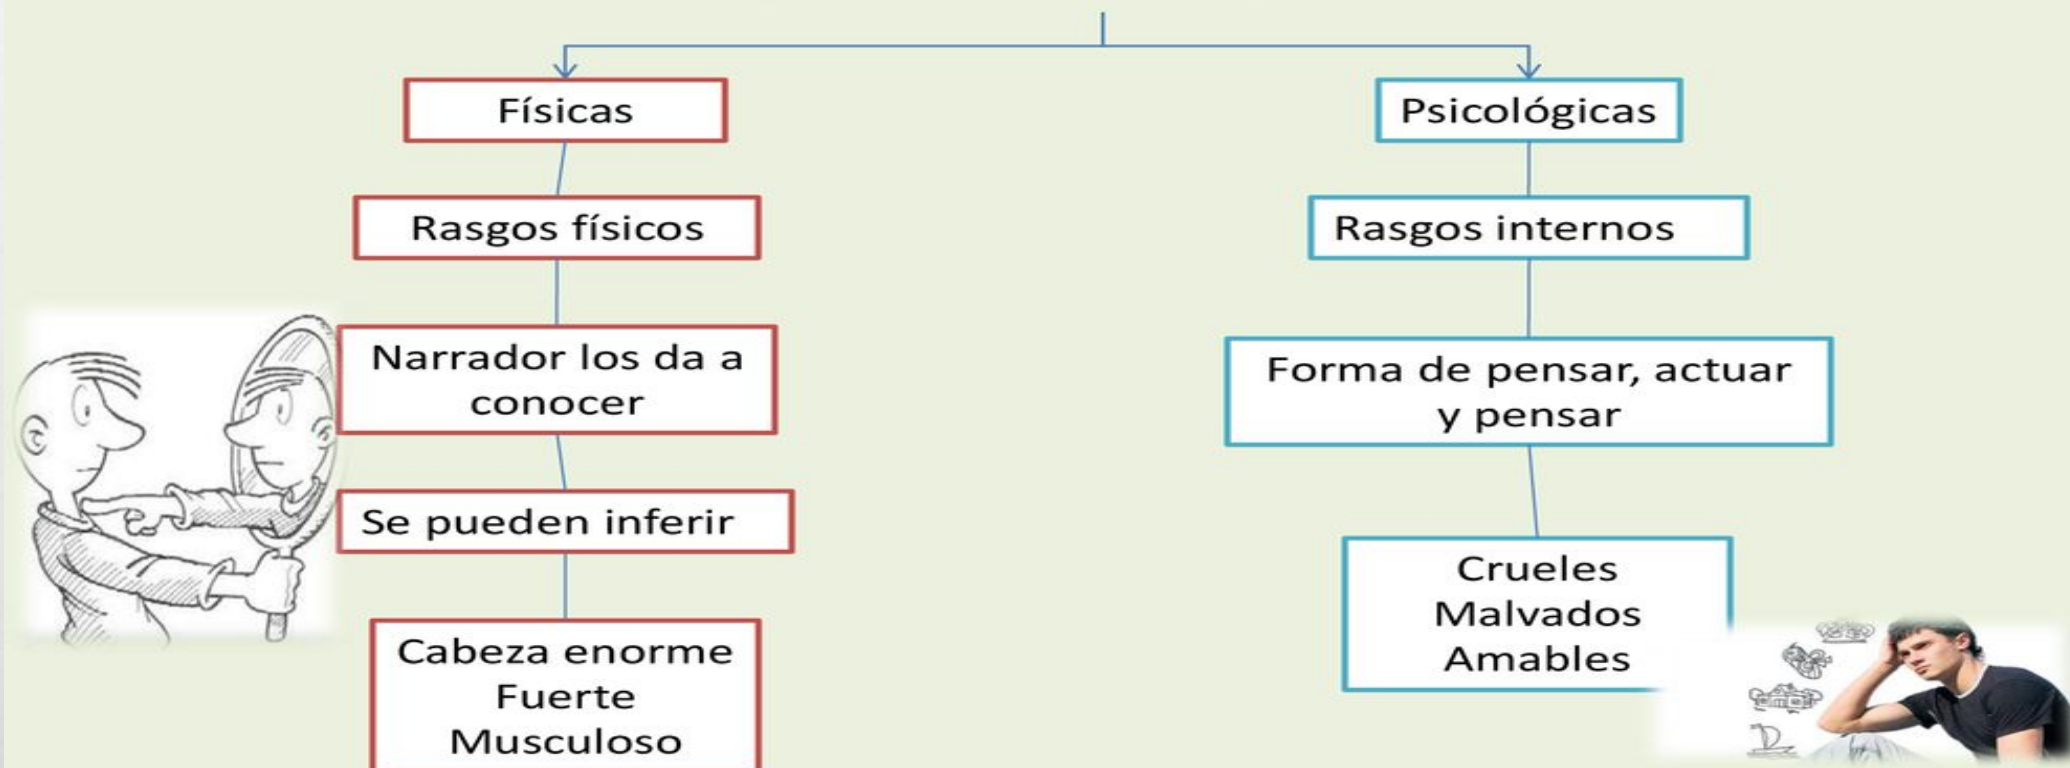 Físicas
Psicológicas
Rasgos físicos
Rasgos internos
Narrador los da a
conocer
Forma de pensar, actuar
y pensar
Se pueden inferir
Crueles
Malvados
Amables
Cabeza enorme
Fuerte
Musculoso